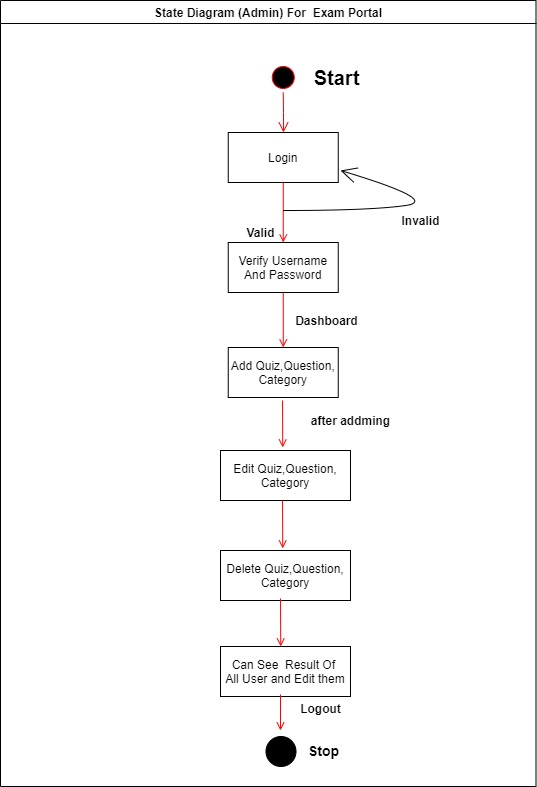 State Diagram (Admin) For Exam Portal
Start
Login
Invalid
Valid
Verify Username
And Password
Dashboard
Add Quiz,Question,
Category
after addming
Edit Quiz,Question,
Category
Delete Quiz,Question,
Category
Can See Result Of
All User and Edit them
Logout
Stop